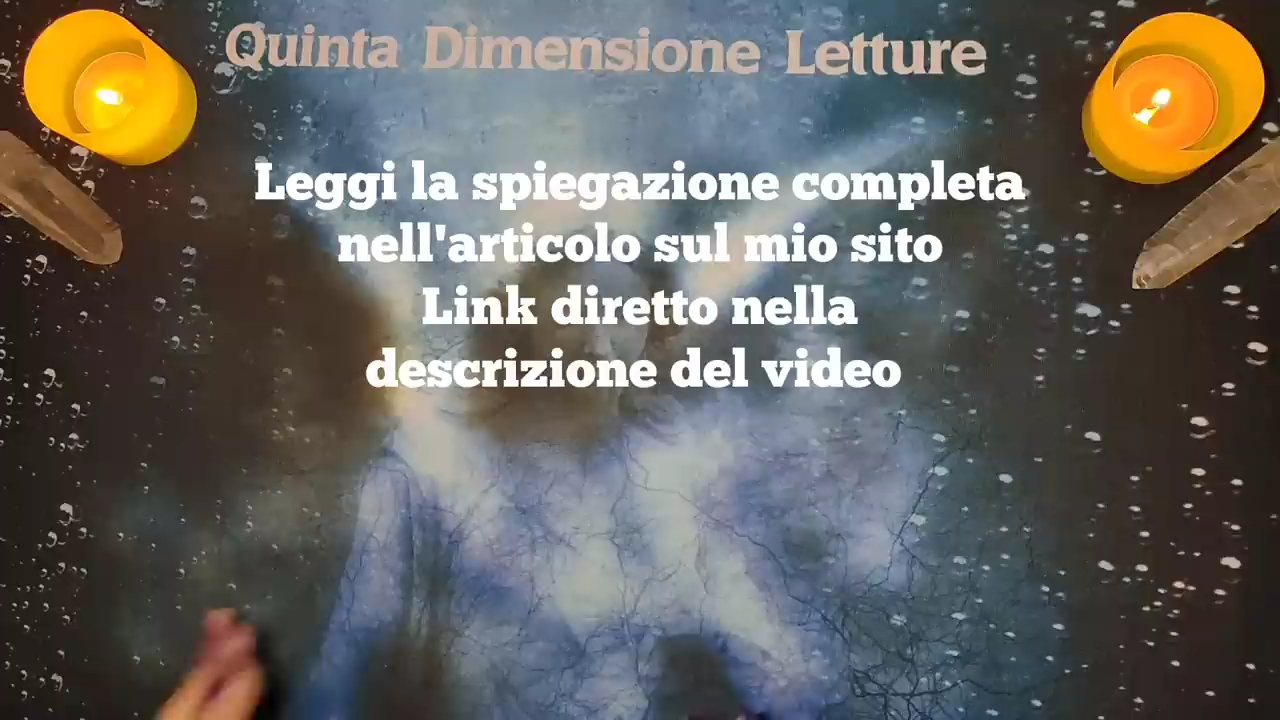 Quinta Dimensione Letture
Leggi la spiegazione completa
nell'articolo sul mio sito
Link diretto nella
descrizione del video